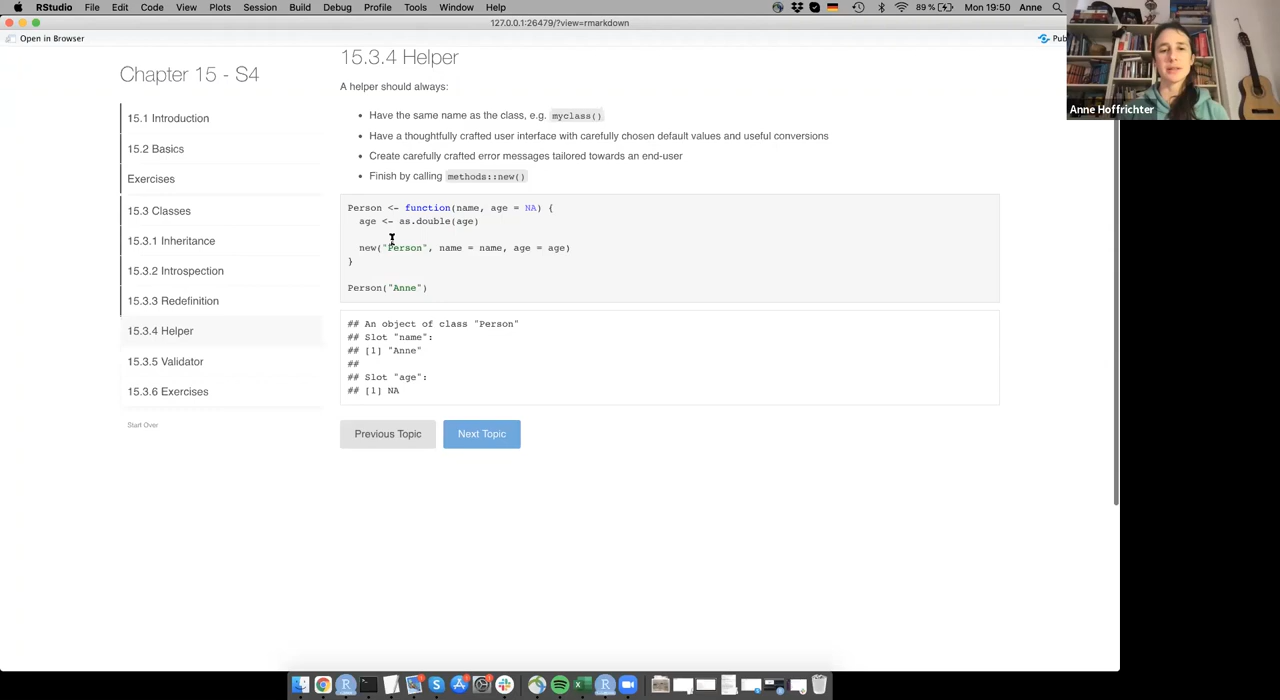 RStudio File Edit Code View Plots Session Build Debug Profile Tools Window Help 89 % Mon 19:50 Anne
127.0.0.1:26479/?view=rmarkdown
Open in Browser
Pub
Anne Hoffrichter
Chapter 15 - S4
15.1 Introduction
15.2 Basics
Exercises
15.3 Classes
15.3.1 Inheritance
15.3.2 Introspection
15.3.3 Redefinition
15.3.4 Helper
15.3.5 Validator
15.3.6 Exercises
Start Over
15.3.4 Helper
A helper should always:
Have the same name as the class, e.g. myclass()
Have a thoughtfully crafted user interface with carefully chosen default values and useful conversions
Create carefully crafted error messages tailored towards an end-user
Finish by calling methods::new()
Person <- function(name, age = NA) {
age <- as.double(age)
new("Person", name = name, age = age)
}
Person("Anne")
## An object of class "Person"
## Slot "name":
## [1] "Anne"
##
## Slot "age":
## [1] NA
Previous Topic Next Topic